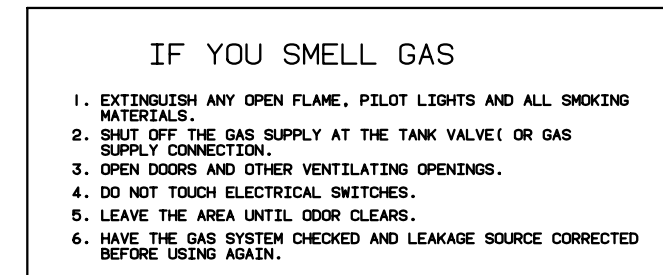 IF YOU SMELL GAS
1. EXTINGUISH ANY OPEN FLAME, PILOT LIGHTS AND ALL SMOKING
MATERIALS.
2. SHUT OFF THE GAS SUPPLY AT THE TANK VALVE( OR GAS
SUPPLY CONNECTION.
3. OPEN DOORS AND OTHER VENTILATING OPENINGS.
4. DO NOT TOUCH ELECTRICAL SWITCHES.
5. LEAVE THE AREA UNTIL ODOR CLEARS.
6. HAVE THE GAS SYSTEM CHECKED AND LEAKAGE SOURCE CORRECTED
BEFORE USING AGAIN.